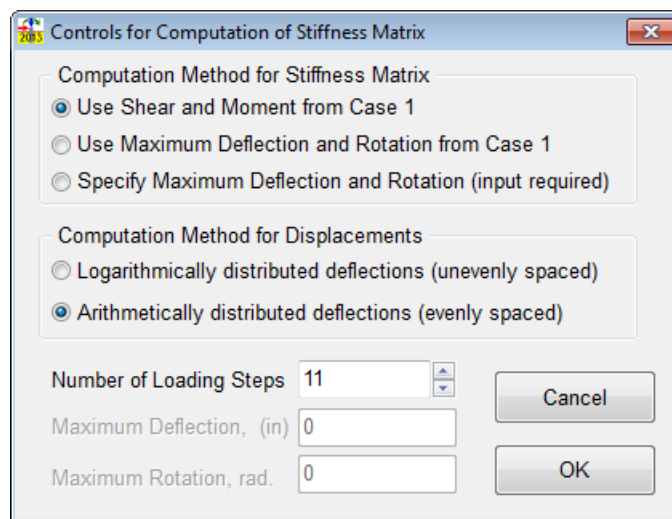 2013 Controls for Computation of Stiffness Matrix
Computation Method for Stiffness Matrix
Use Shear and Moment from Case 1
Use Maximum Deflection and Rotation from Case 1
Specify Maximum Deflection and Rotation (input required)
Computation Method for Displacements
Logarithmically distributed deflections (unevenly spaced)
Arithmetically distributed deflections (evenly spaced)
Number of Loading Steps 11
Cancel
Maximum Deflection, (in) 0
Maximum Rotation, rad. 0
OK